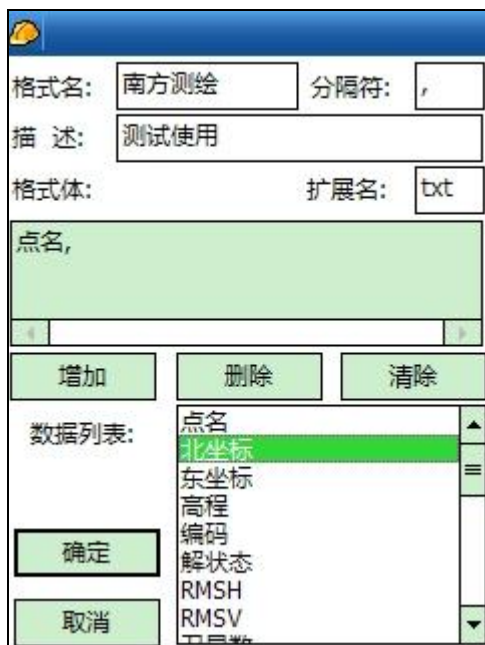 格式名: 南方测绘 分隔符: ,
描 述: 测试使用
格式体: 扩展名: txt
点名,
增加 删除 清除
数据列表:
点名
北坐标
东坐标
高程
编码
解状态
RMSH
RMSV
确定
取消